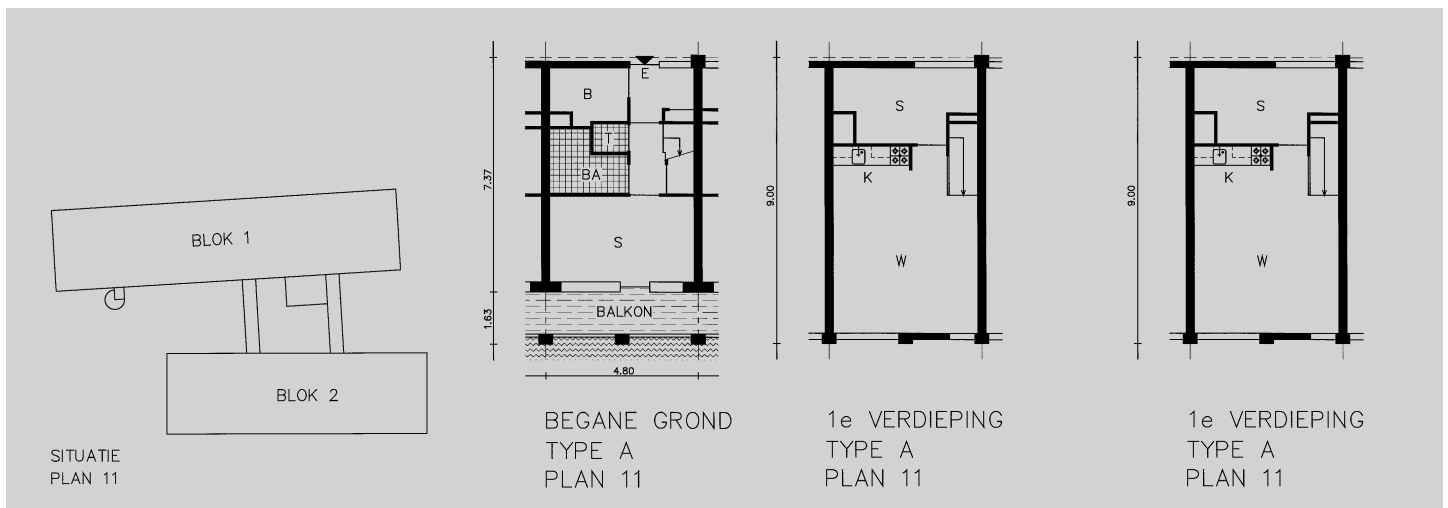 BLOK 1
BLOK 2
SITUATIE
PLAN 11
7.37
1.63
E
B
T
BA
S
BALKON
4.80
BEGANE GROND
TYPE A
PLAN 11
9.00
S
K
W
1e VERDIEPING
TYPE A
PLAN 11
9.00
S
K
W
1e VERDIEPING
TYPE A
PLAN 11